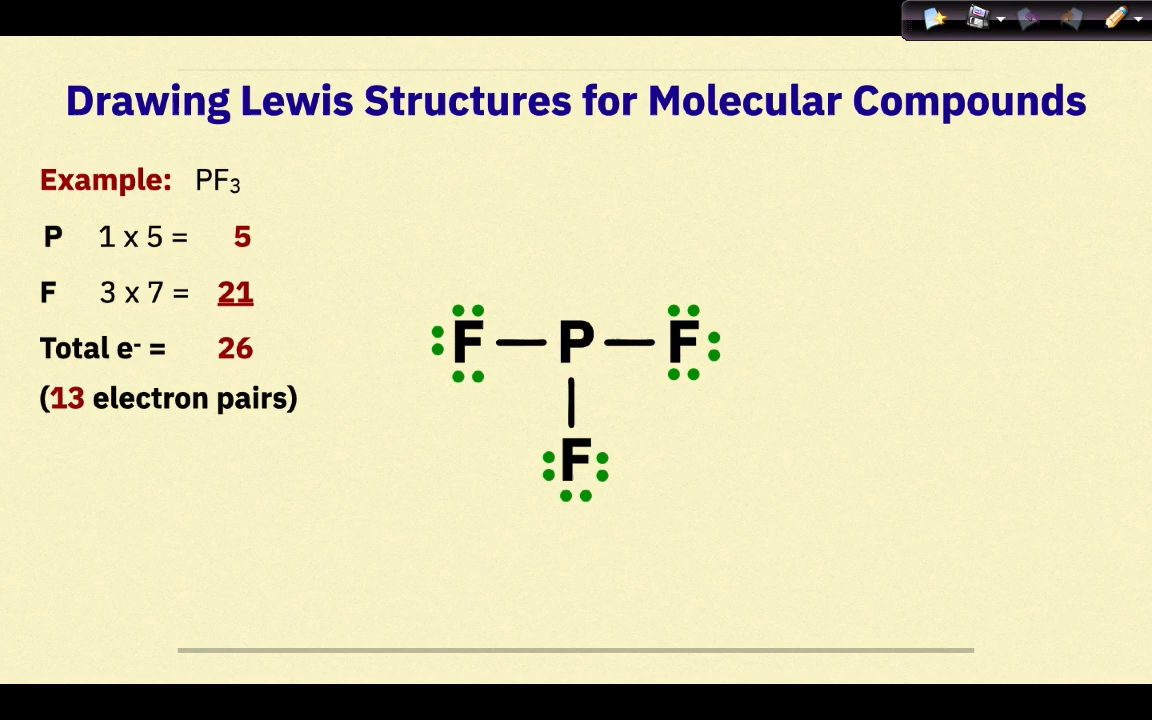 Drawing Lewis Structures for Molecular Compounds
Example: PF₃
P 1 x 5 = 5
F 3 x 7 = 21
Total e⁻ = 26
(13 electron pairs)
F — P — F
F